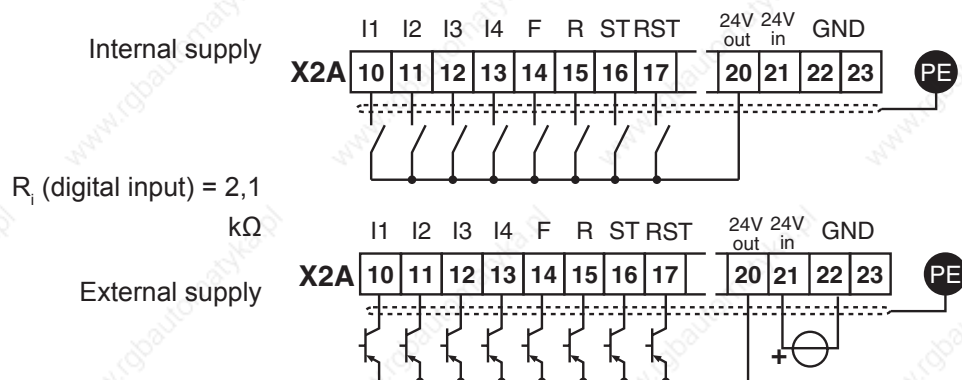 I1 I2 I3 I4 F R ST RST 24V out 24V in GND
Internal supply
X2A 10 11 12 13 14 15 16 17 20 21 22 23 PE
Ri (digital input) = 2,1
kΩ
I1 I2 I3 I4 F R ST RST 24V out 24V in GND
X2A 10 11 12 13 14 15 16 17 20 21 22 23 PE
External supply
+
www.rgbautomatyka.pl